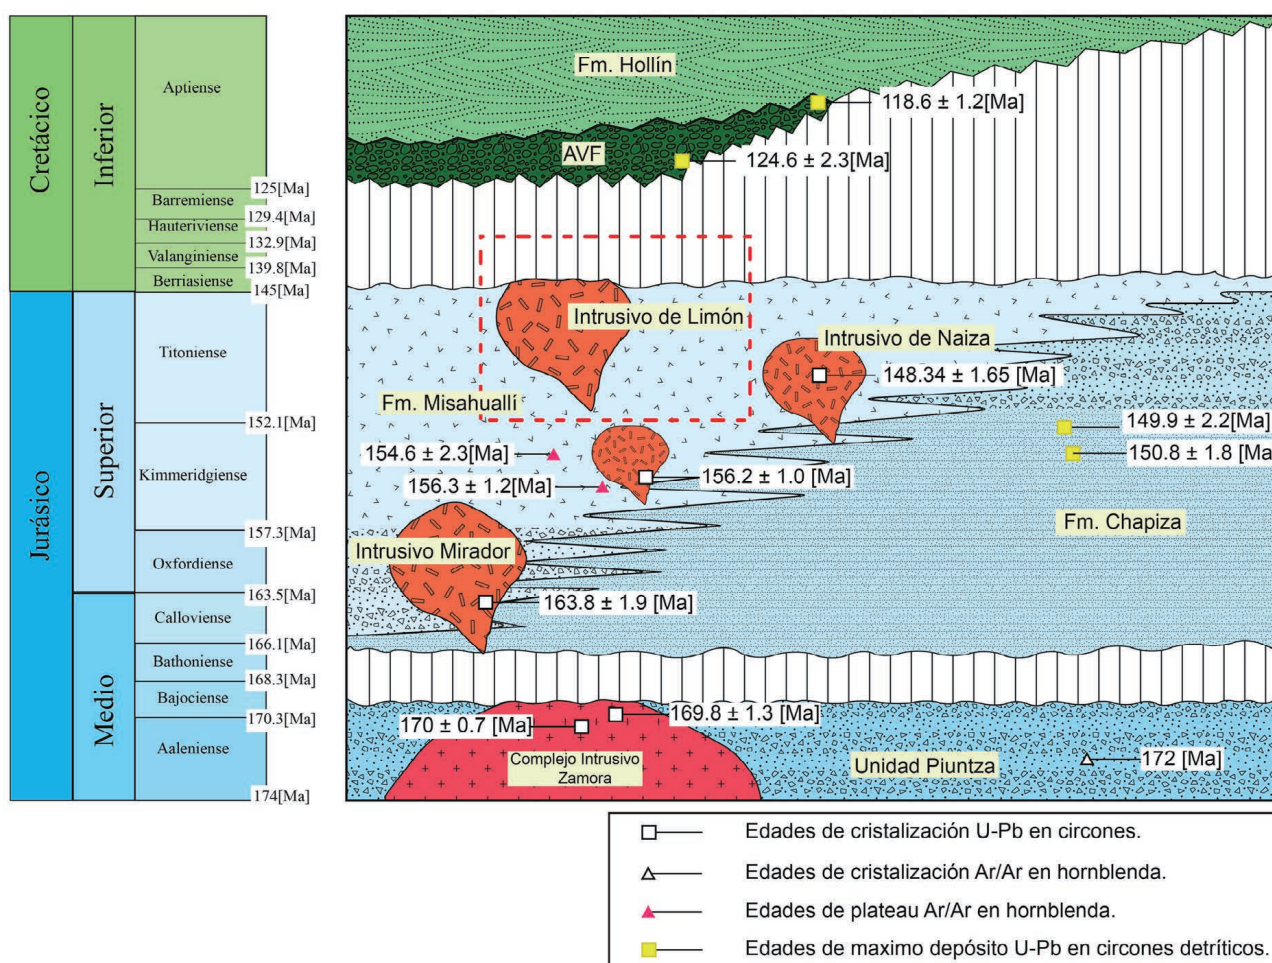 Cretácico
Inferior
Aptiense
125[Ma]
Barremiense
129.4[Ma]
Hauteriviense
132.9[Ma]
Valanginiense
139.8[Ma]
Berriasiense
145[Ma]
Jurásico
Superior
Titoniense
152.1[Ma]
Kimmeridgiense
157.3[Ma]
Oxfordiense
163.5[Ma]
Medio
Calloviense
166.1[Ma]
Bathoniense
168.3[Ma]
Bajociense
170.3[Ma]
Aaleniense
174[Ma]
Fm. Hollín
118.6 ± 1.2[Ma]
AVF
124.6 ± 2.3[Ma]
Intrusivo de Limón
Intrusivo de Naiza
148.34 ± 1.65 [Ma]
Fm. Misahuallí
149.9 ± 2.2[Ma]
154.6 ± 2.3[Ma]
150.8 ± 1.8 [Ma
156.3 ± 1.2[Ma]
156.2 ± 1.0 [Ma]
Fm. Chapiza
Intrusivo Mirador
163.8 ± 1.9 [Ma]
169.8 ± 1.3 [Ma]
170 ± 0.7 [Ma]
Complejo Intrusivo
Zamora
Unidad Piuntza
172 [Ma]
Edades de cristalización U-Pb en circones.
Edades de cristalización Ar/Ar en hornblenda.
Edades de plateau Ar/Ar en hornblenda.
Edades de maximo depósito U-Pb en circones detríticos.